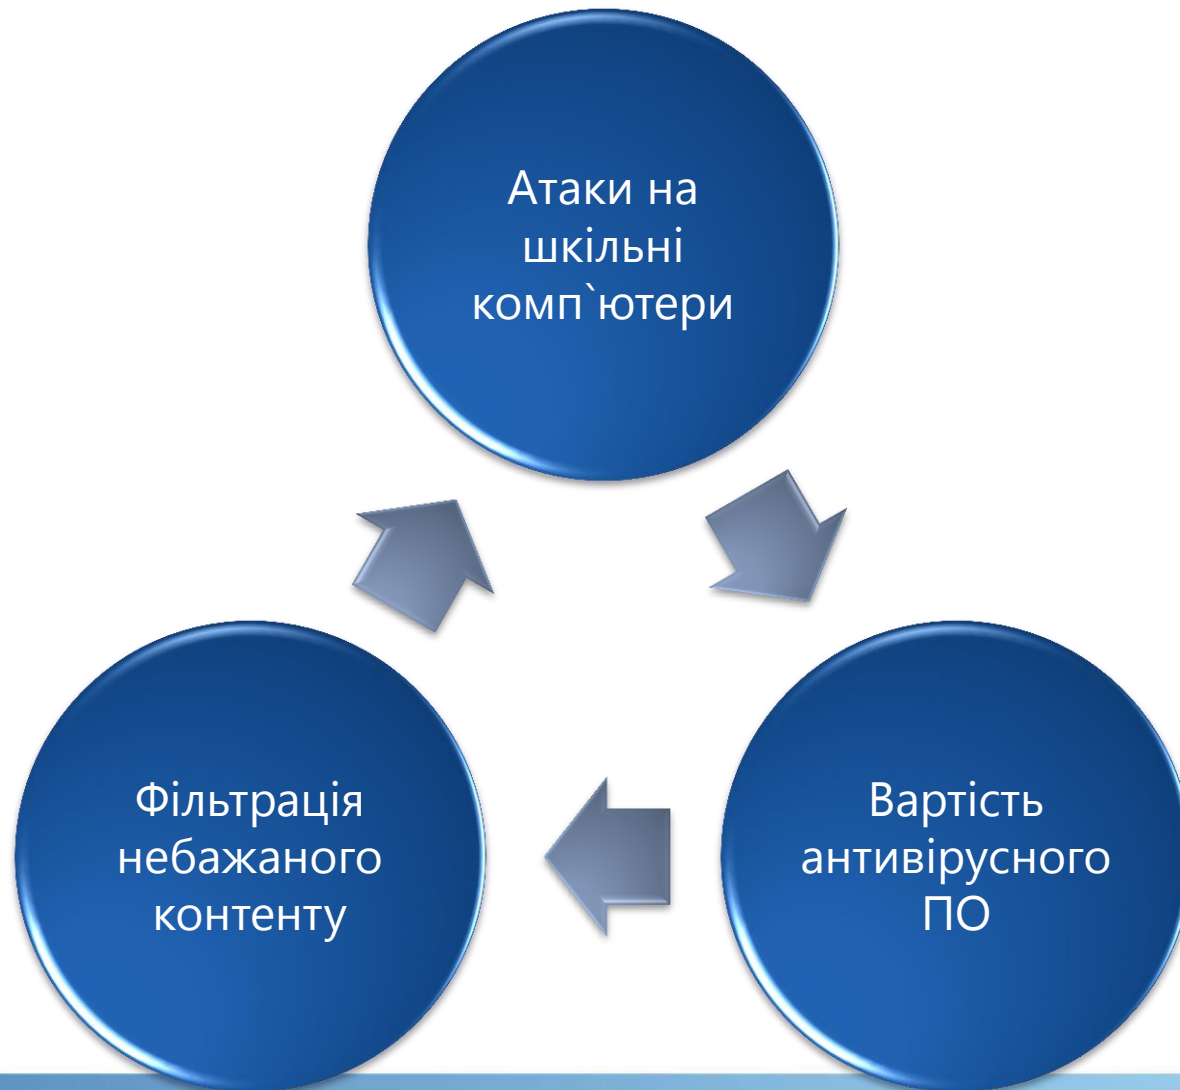 Атаки на
шкільні
комп`ютери
Фільтрація
небажаного
контенту
Вартість
антивірусного
ПО